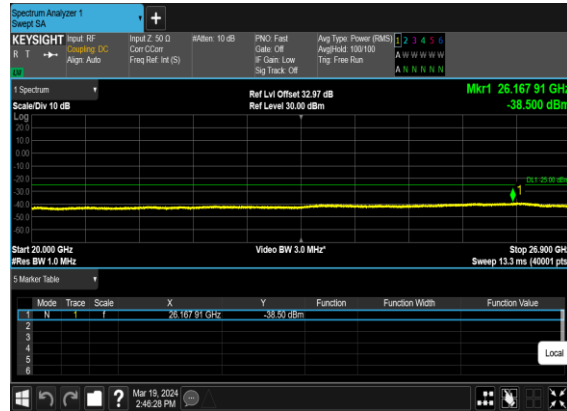 Spectrum Analyzer 1
Swept SA
+
KEYSIGHT Input: RF Input Z: 50 Ω #Atten: 10 dB PNO: Fast Avg Type: Power (RMS) 1 2 3 4 5 6
R T Coupling: DC Corr CCorr Gate: Off Avg|Hold: 100/100 A W W W W W
Align: Auto Freq Ref: Int (S) IF Gain: Low Trig: Free Run
Sig Track: Off A N N N N N
1 Spectrum Ref Lvl Offset 32.97 dB Mkr1 26.167 91 GHz
Scale/Div 10 dB Ref Level 30.00 dBm -38.500 dBm
Log
20.0
10.0
0.00
-10.0
-20.0
DL1 -25.00 dBm
-30.0
1
-40.0
-50.0
-60.0
Start 20.000 GHz Video BW 3.0 MHz* Stop 26.900 GHz
#Res BW 1.0 MHz Sweep 13.3 ms (40001 pts)
5 Marker Table
Mode Trace Scale X Y Function Function Width Function Value
1 N 1 f 26.167 91 GHz -38.50 dBm
2
3
4
5
6
Local
? Mar 19, 2024
2:46:28 PM